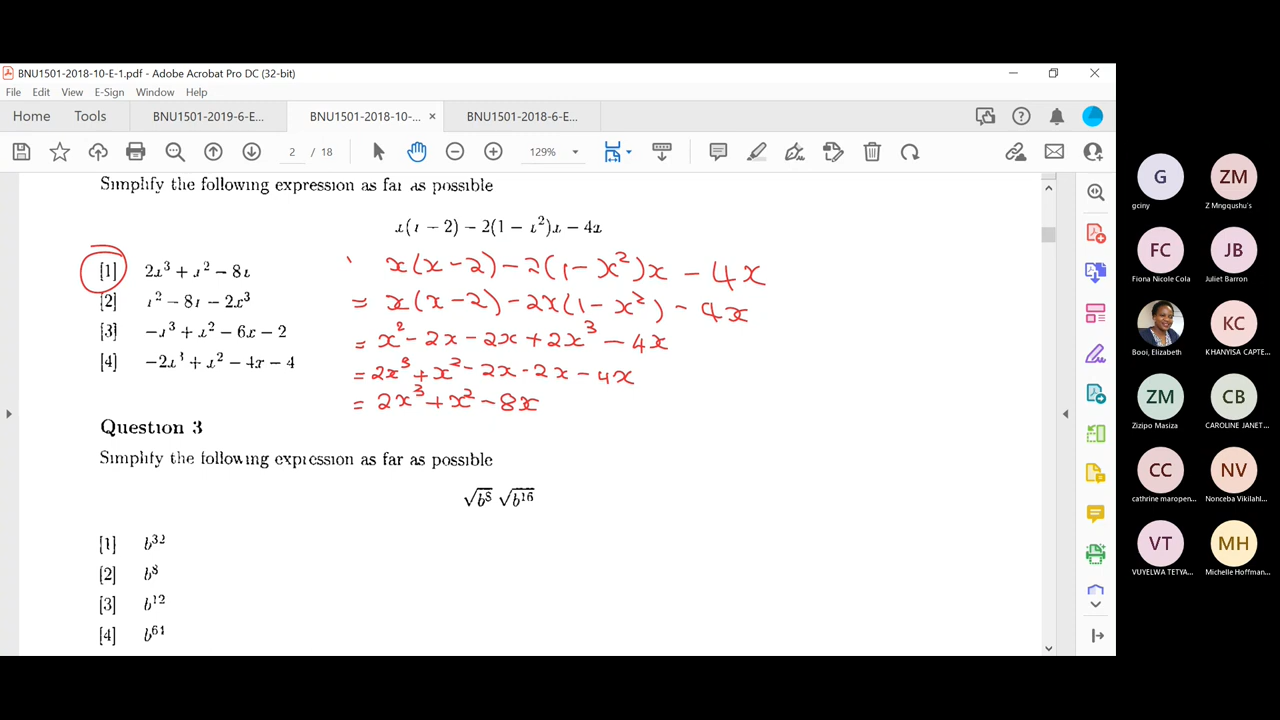 BNU1501-2018-10-E-1.pdf - Adobe Acrobat Pro DC (32-bit)
File Edit View E-Sign Window Help
Home Tools BNU1501-2019-6-E... BNU1501-2018-10-... × BNU1501-2018-6-E...
2 / 18 129%
Simplify the following expression as far as possible
x(x − 2) − 2(1 − x²)x − 4x
x(x − 2) − 2(1 − x²)x − 4x
[1] 2x³ + x² − 8x
= x(x − 2) − 2x(1 − x²) − 4x
[2] x² − 8x − 2x³
= x² − 2x − 2x + 2x³ − 4x
[3] −x³ + x² − 6x − 2
= 2x³ + x² − 2x − 2x − 4x
[4] −2x³ + x² − 4x − 4
= 2x³ + x² − 8x
Question 3
Simplify the following expression as far as possible
√b⁸ √b¹⁶
[1] b³²
[2] b⁸
[3] b¹²
[4] b⁶⁴
G ZM
gciny Z Mngqushu's
FC JB
Fiona Nicole Cola Juliet Barron
KC
Booi, Elizabeth KHANYISA CAPTE...
ZM CB
Zizipo Masiza CAROLINE JANET...
CC NV
cathrine maropen... Nonceba Vikilahl...
VT MH
VUYELWA TETYA... Michelle Hoffman...